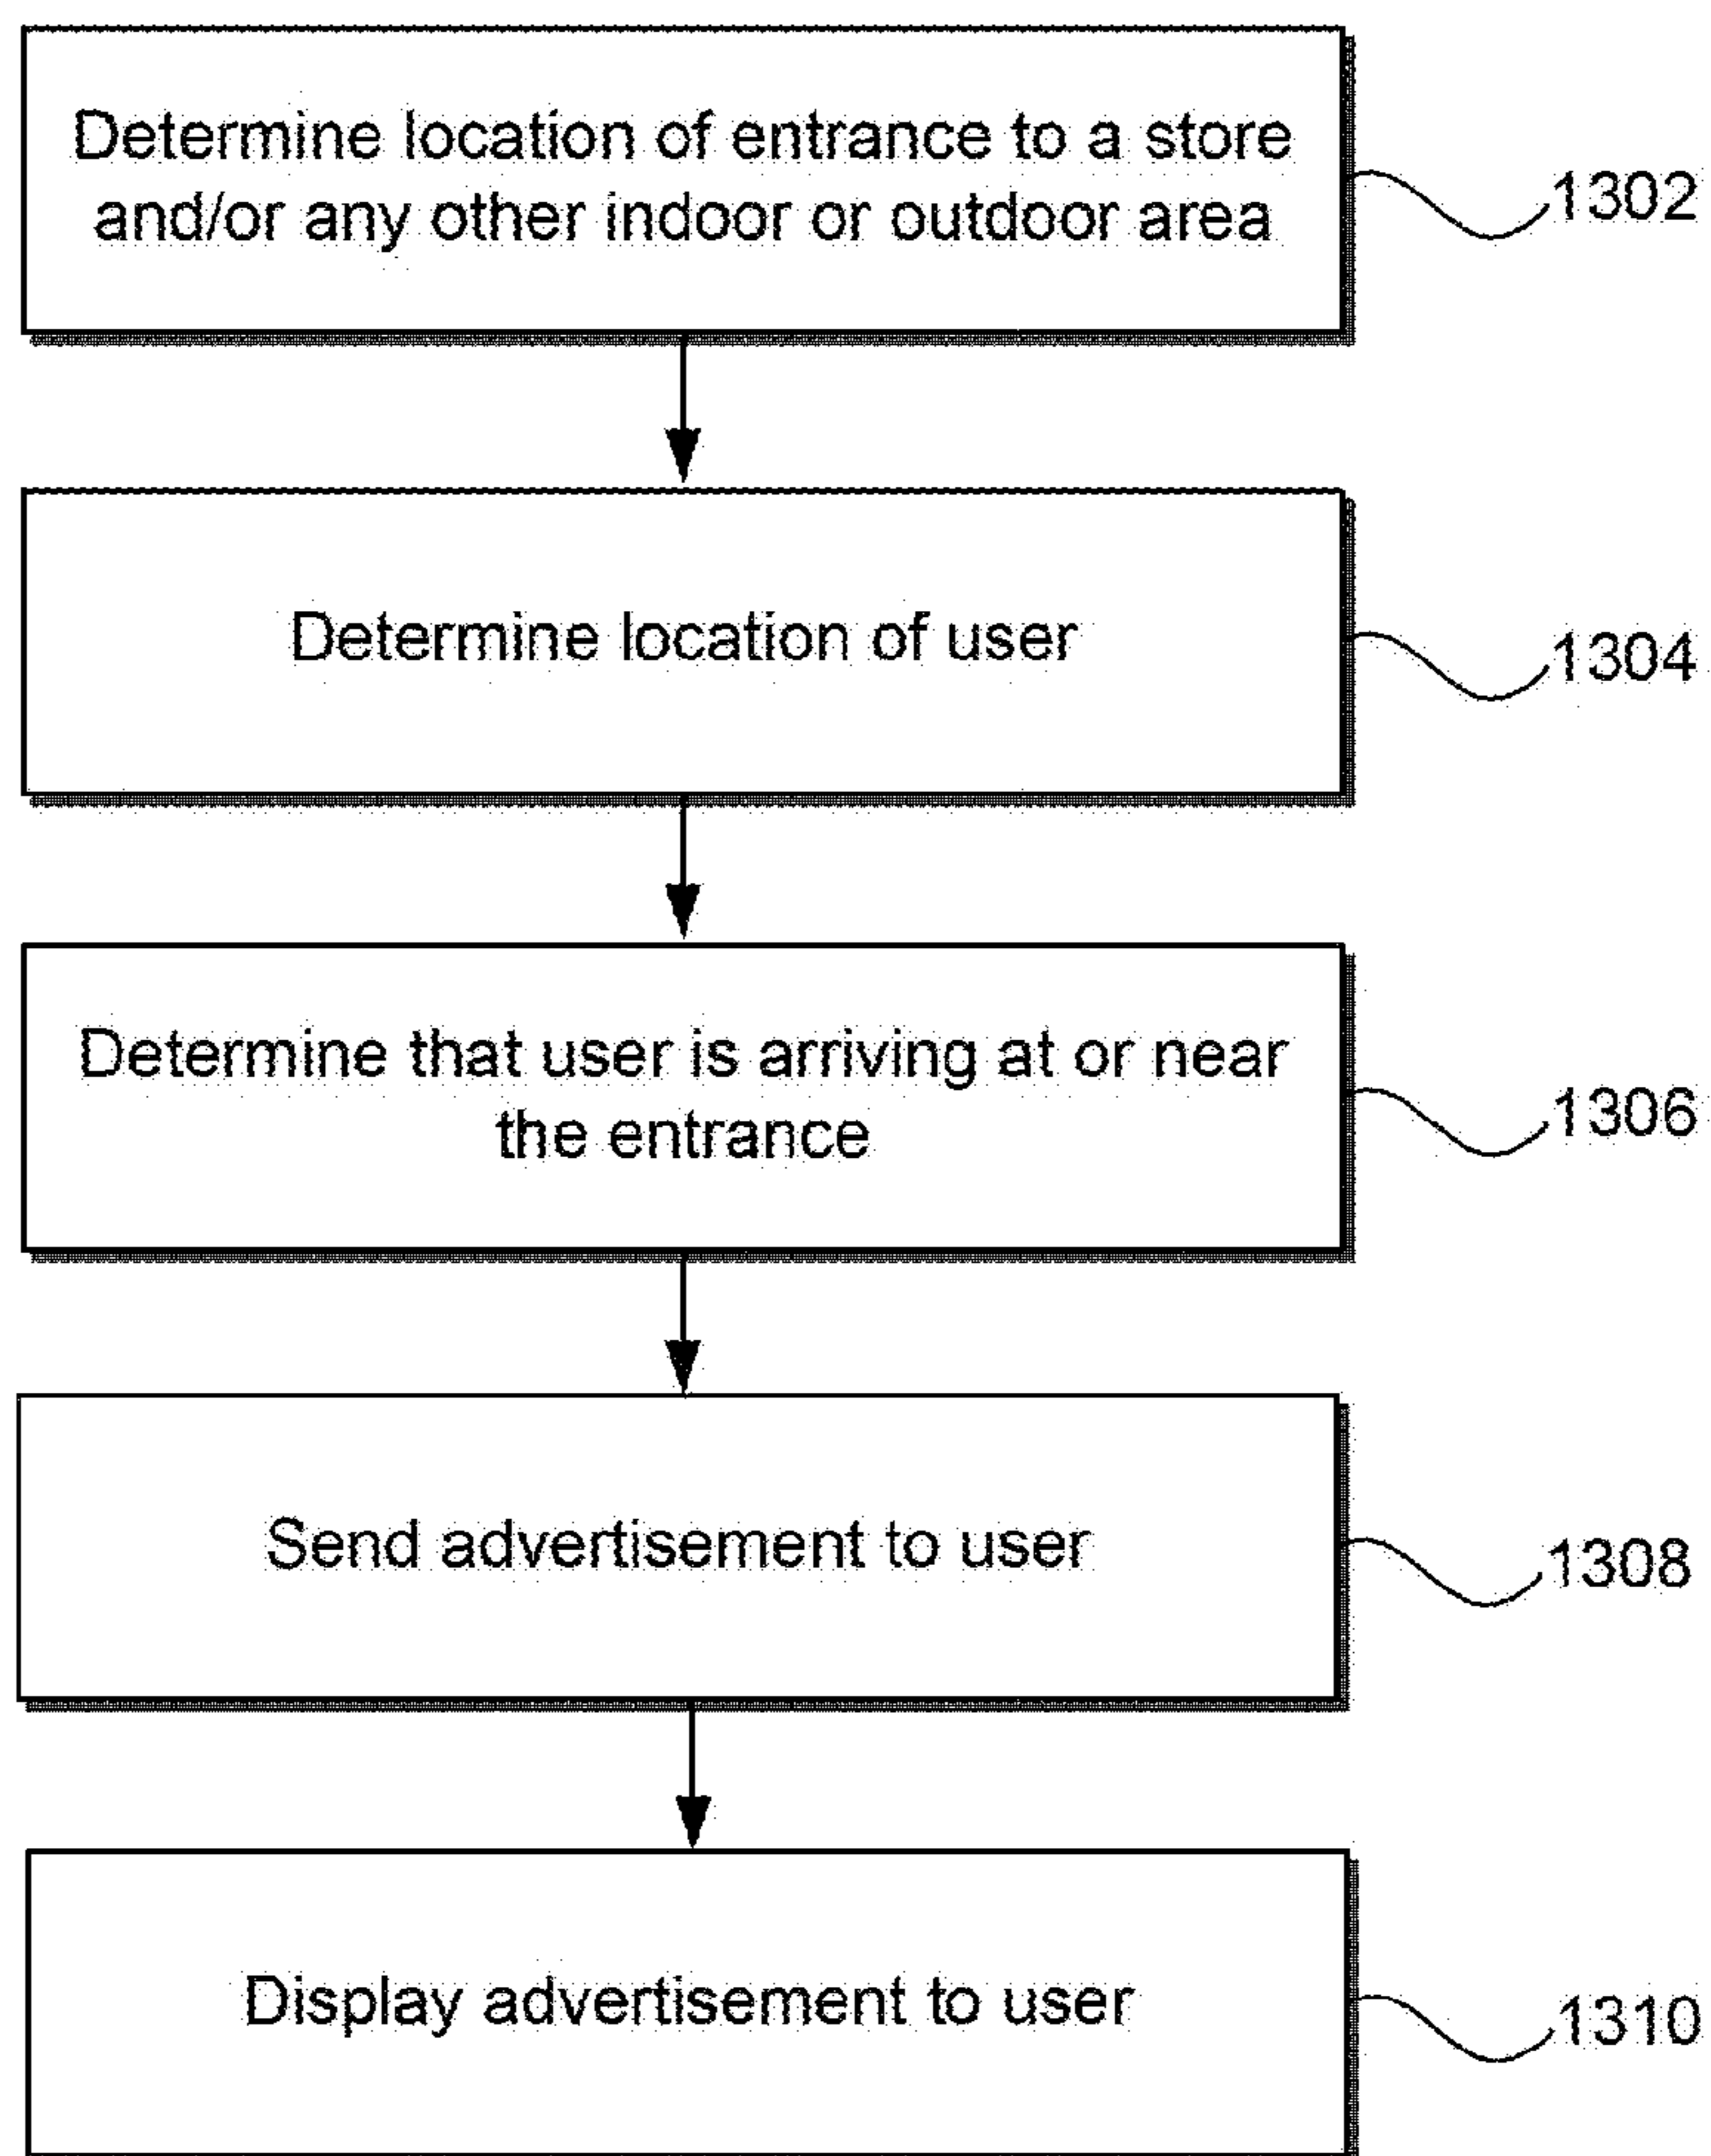 Determine location of entrance to a store
and/or any other indoor or outdoor area
1302
Determine location of user
1304
Determine that user is arriving at or near
the entrance
1306
Send advertisement to user
1308
Display advertisement to user
1310